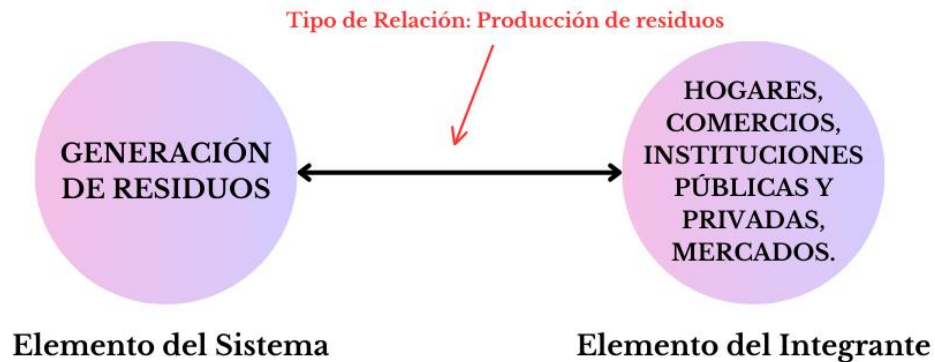 Tipo de Relación: Producción de residuos
GENERACIÓN
DE RESIDUOS
HOGARES,
COMERCIOS,
INSTITUCIONES
PÚBLICAS Y
PRIVADAS,
MERCADOS.
Elemento del Sistema
Elemento del Integrante